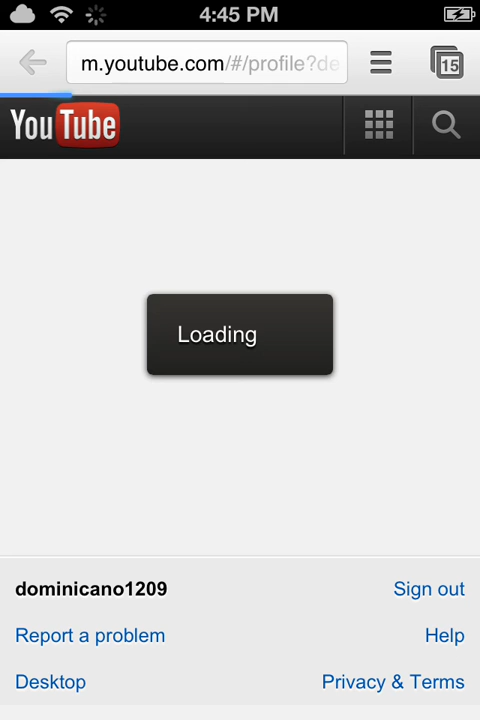 4:45 PM
m.youtube.com/#/profile?de
15
YouTube
Loading
dominicano1209
Sign out
Report a problem
Help
Desktop
Privacy & Terms